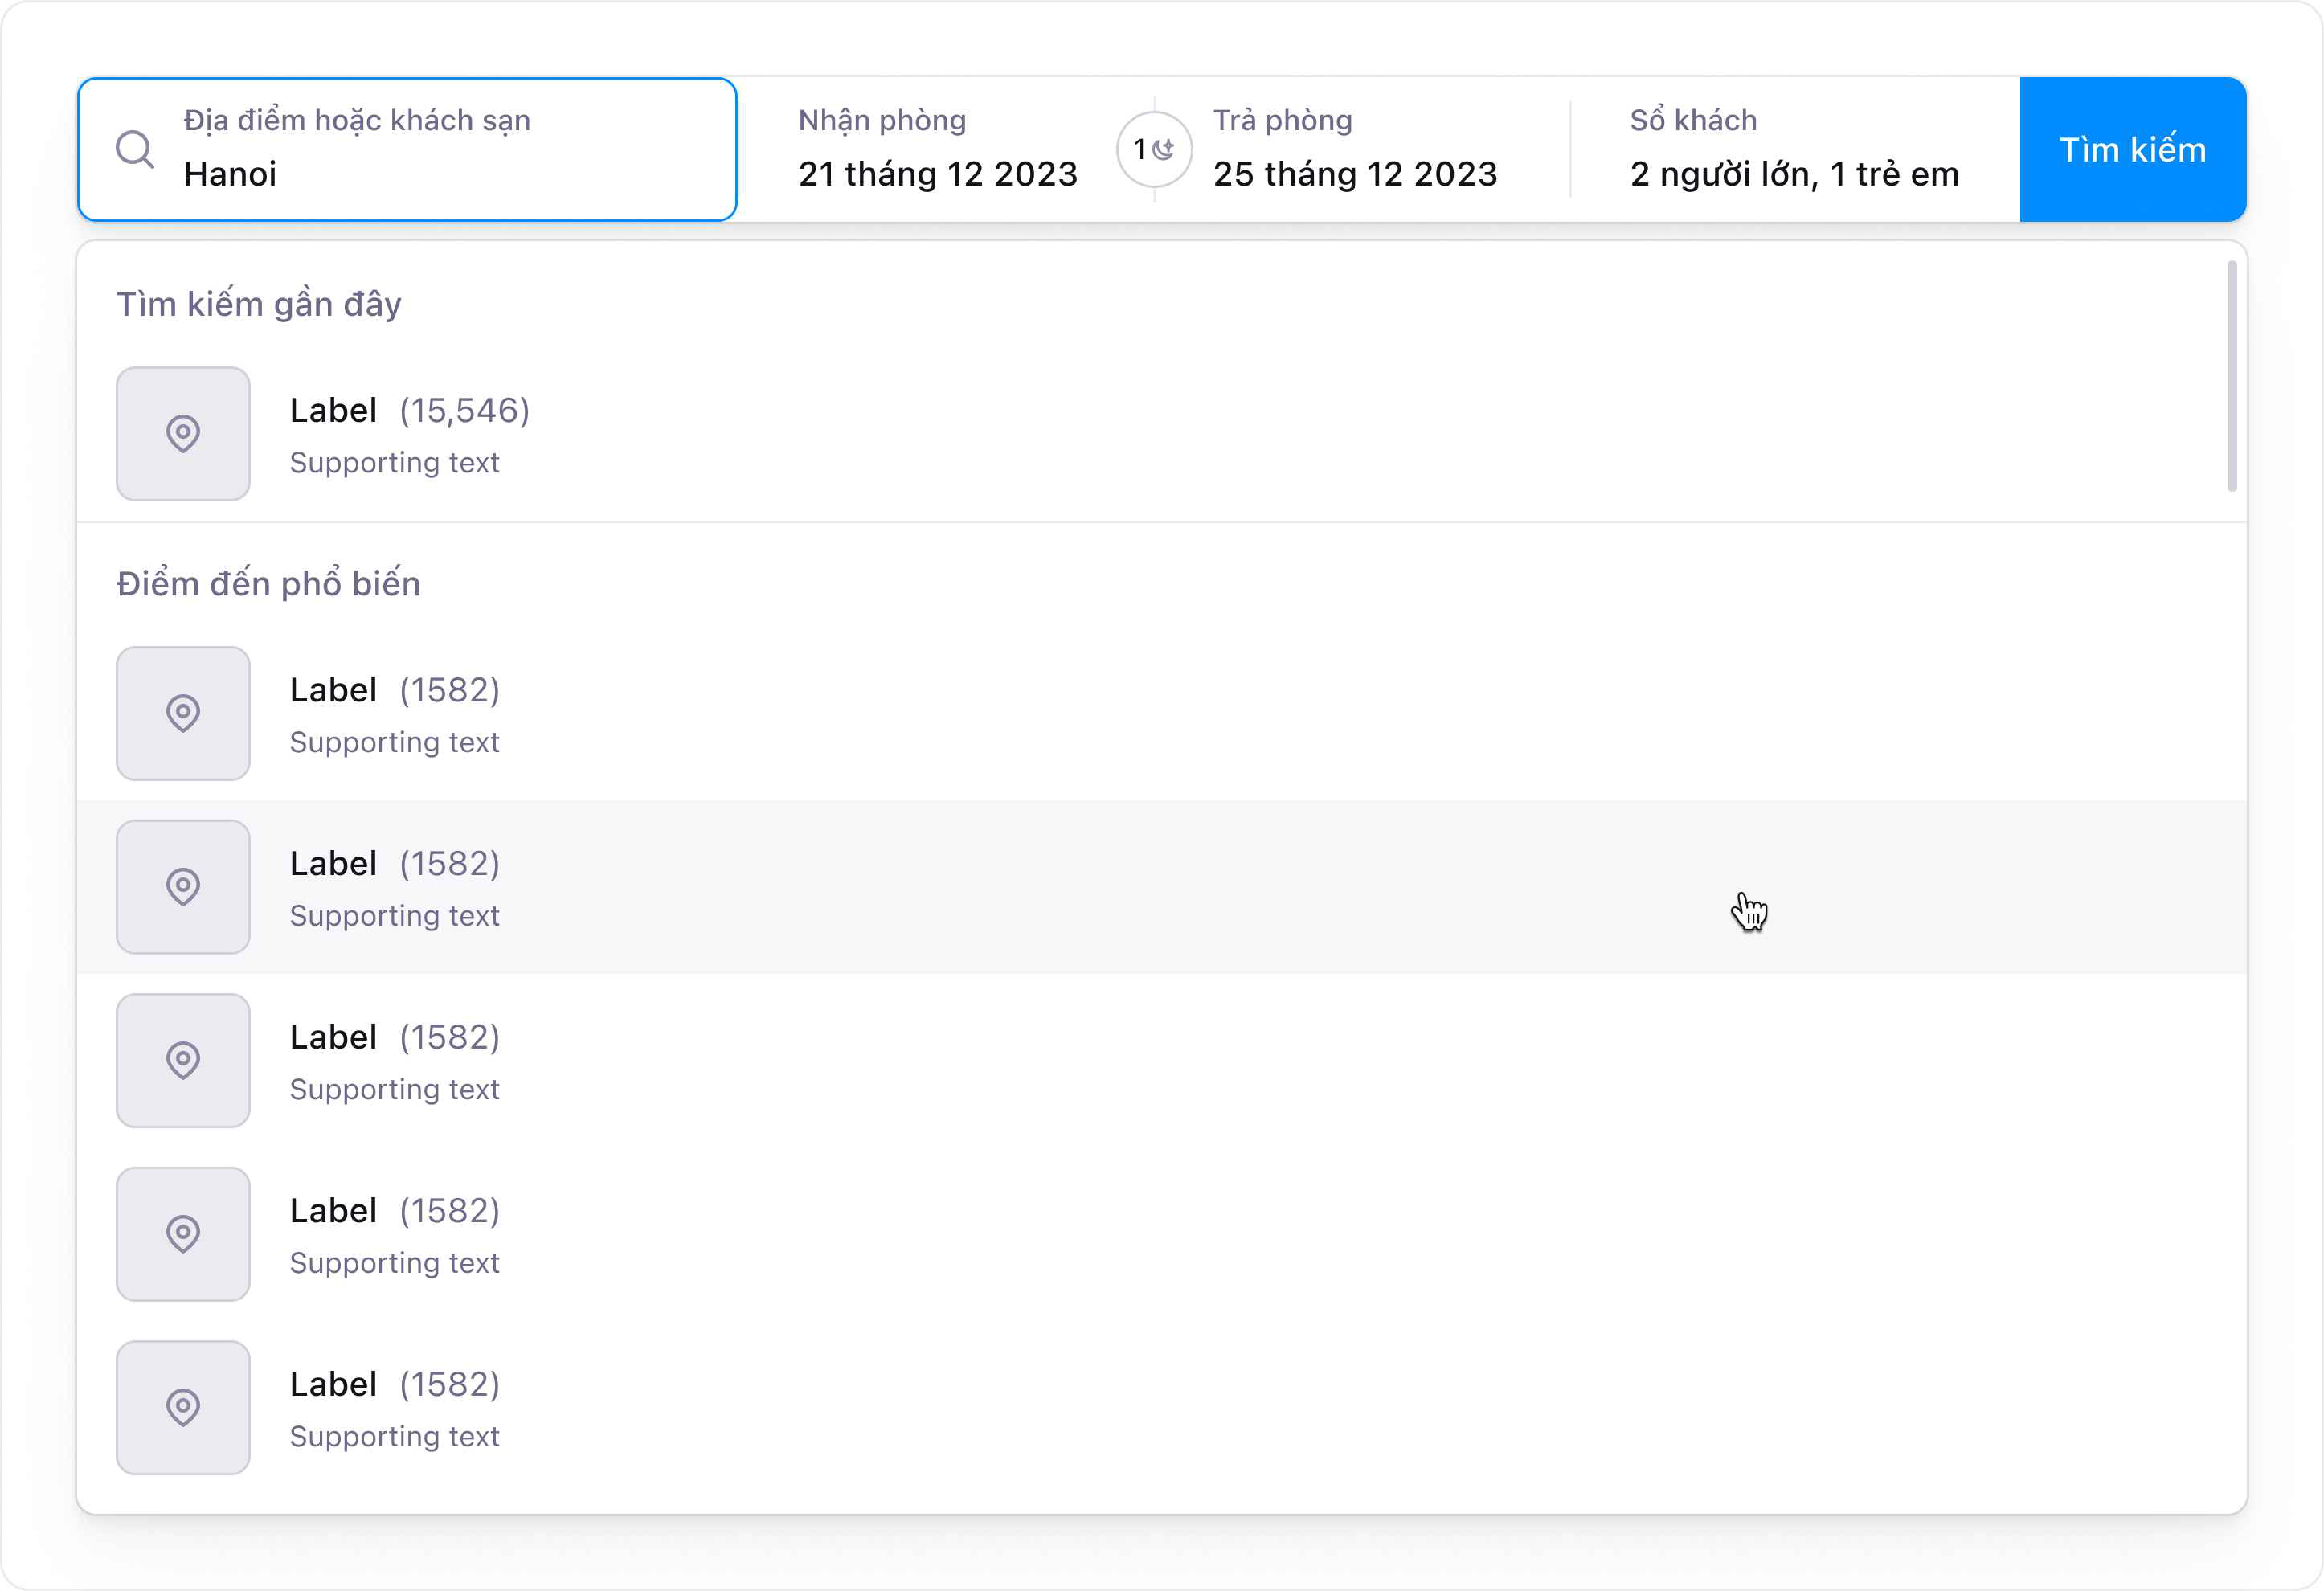 Địa điểm hoặc khách sạn
Hanoi
Nhận phòng
21 tháng 12 2023
1
Trả phòng
25 tháng 12 2023
Sổ khách
2 người lớn, 1 trẻ em
Tìm kiếm
Tìm kiếm gần đây
Label (15,546)
Supporting text
Điểm đến phổ biến
Label (1582)
Supporting text
Label (1582)
Supporting text
Label (1582)
Supporting text
Label (1582)
Supporting text
Label (1582)
Supporting text